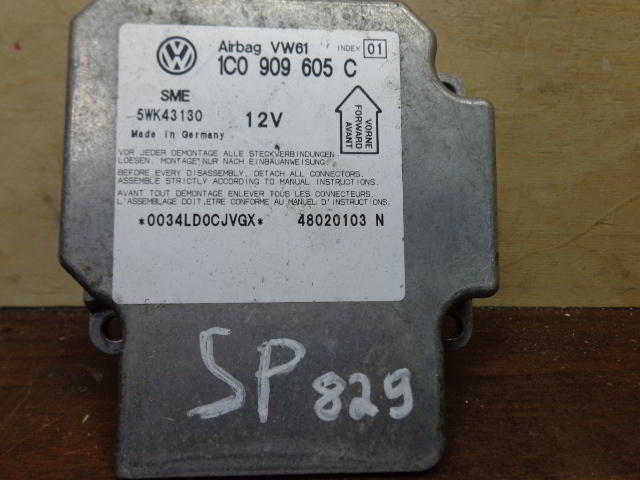 Airbag VW61 INDEX 01
1C0 909 605 C
SME
5WK43130 12V
Made in Germany
VORNE
FORWARD
AVANT
VOR JEDER DEMONTAGE ALLE STECKVERBINDUNGEN
LOESEN. MONTAGE NUR NACH EINBAUANWEISUNG.
BEFORE EVERY DISASSEMBLY, DETACH ALL CONNECTORS.
ASSEMBLE STRICTLY ACCORDING TO MANUAL INSTRUCTIONS.
AVANT TOUT DEMONTAGE ENLEVER TOUS LES CONNECTEURS.
L'ASSEMBLAGE DOIT,ETRE CONFORME AU MANUEL D'INSTRUCTIONS.
*0034LD0CJVGX* 48020103 N
SP 829